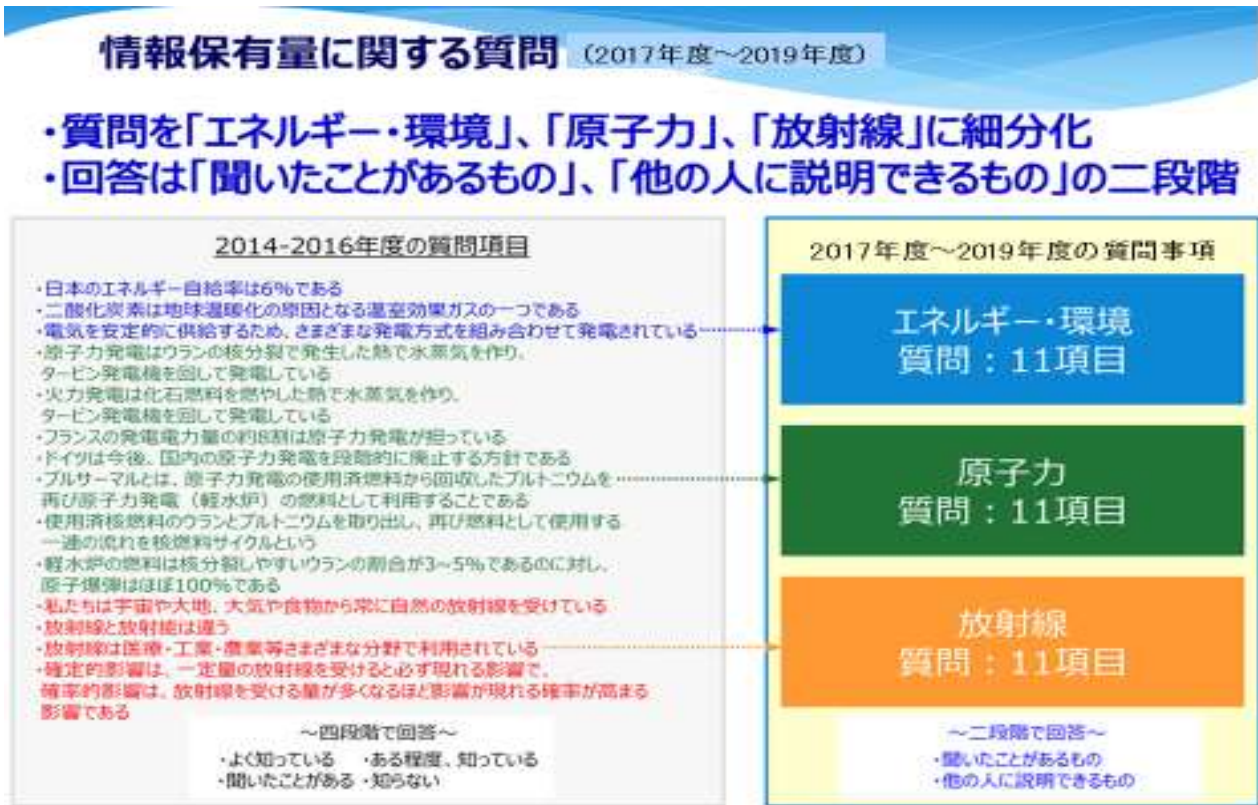 情報保有量に関する質問 (2017年度～2019年度)
・質問を「エネルギー・環境」、「原子力」、「放射線」に細分化
・回答は「聞いたことがあるもの」、「他の人に説明できるもの」の二段階
2014-2016年度の質問項目
・日本のエネルギー自給率は6%である
・二酸化炭素は地球温暖化の原因となる温室効果ガスの一つである
・電気を安定的に供給するため、さまざまな発電方式を組み合わせて発電されている
・原子力発電はウランの核分裂で発生した熱で水蒸気を作り、
タービン発電機を回して発電している
・火力発電は化石燃料を燃やした熱で水蒸気を作り、
タービン発電機を回して発電している
・フランスの発電電力量の約8割は原子力発電が担っている
・ドイツは今後、国内の原子力発電を段階的に廃止する方針である
・プルサーマルとは、原子力発電の使用済燃料から回収したプルトニウムを
再び原子力発電（軽水炉）の燃料として利用することである
・使用済核燃料のウランとプルトニウムを取り出し、再び燃料として使用する
一連の流れを核燃料サイクルという
・軽水炉の燃料は核分裂しやすいウランの割合が3～5%であるのに対し、
原子爆弾はほぼ100%である
・私たちは宇宙や大地、大気や食物から常に自然の放射線を受けている
・放射線と放射能は違う
・放射線は医療・工業・農業等さまざまな分野で利用されている
・確定的影響は、一定量の放射線を受けると必ず現れる影響で、
確率的影響は、放射線を受ける量が多くなるほど影響が現れる確率が高まる
影響である
～四段階で回答～
・よく知っている ・ある程度、知っている
・聞いたことがある ・知らない
2017年度～2019年度の質問事項
エネルギー・環境
質問：11項目
原子力
質問：11項目
放射線
質問：11項目
～二段階で回答～
・聞いたことがあるもの
・他の人に説明できるもの